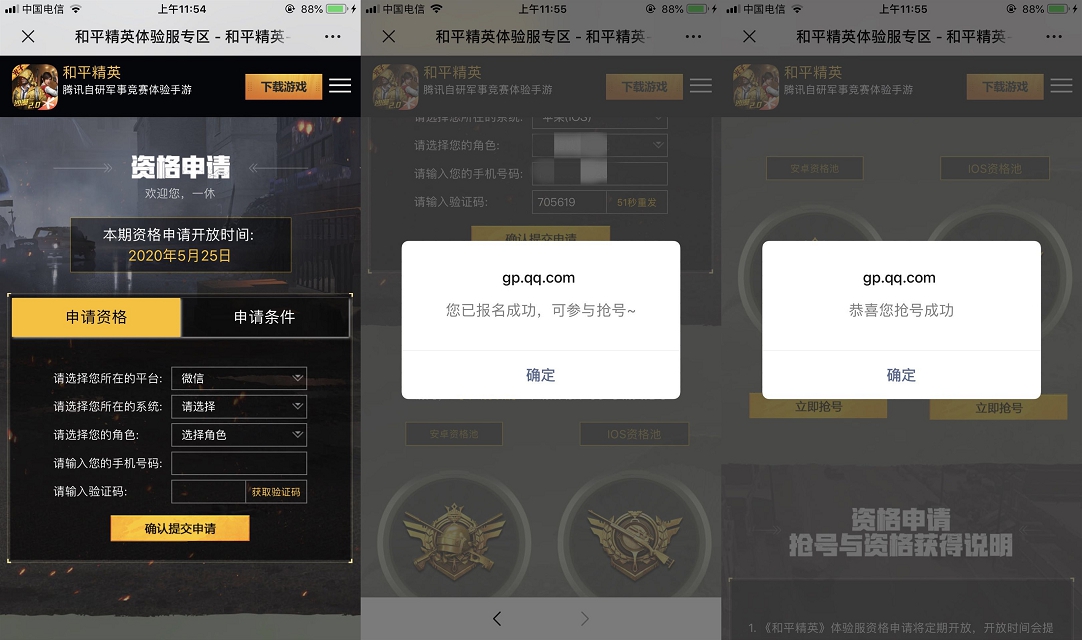 中国电信
上午11:54
88%
和平精英体验服专区 - 和平精英-
和平精英
腾讯自研军事竞赛体验手游
下载游戏
资格申请
欢迎您，一休
本期资格申请开放时间:
2020年5月25日
申请资格
申请条件
请选择您所在的平台:
微信
请选择您所在的系统:
请选择
请选择您的角色:
选择角色
请输入您的手机号码:
请输入验证码:
获取验证码
确认提交申请
中国电信
上午11:55
88%
和平精英体验服专区 - 和平精英-
和平精英
腾讯自研军事竞赛体验手游
下载游戏
请选择您所在的系统:
苹果(IOS)
请选择您的角色:
请输入您的手机号码:
请输入验证码:
705619
51秒重发
确认提交申请
gp.qq.com
您已报名成功，可参与抢号~
确定
安卓资格池
IOS资格池
中国电信
上午11:55
88%
和平精英体验服专区 - 和平精英-
和平精英
腾讯自研军事竞赛体验手游
下载游戏
安卓资格池
IOS资格池
gp.qq.com
恭喜您抢号成功
确定
立即抢号
立即抢号
资格申请
抢号与资格获得说明
1. 《和平精英》体验服资格申请将定期开放，开放时间会提